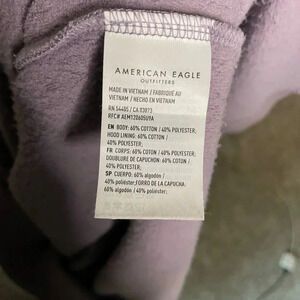 AMERICAN EAGLE
OUTFITTERS
MADE IN VIETNAM / FABRIQUÉ AU
VIETNAM / HECHO EN VIETNAM
RN 54485 / CA 03073
EN: BODY: 60% COTTON / 40% POLYESTER;
HOOD LINING: 60% COTTON /
40% POLYESTER.
FR: CORPS: 60% COTON / 40% POLYESTER;
DOUBLURE DE CAPUCHON: 60% COTON /
40% POLYESTER.
SP: CUERPO: 60% algodón /
40% poliéster; FORRO DE LA CAPUCHA:
60% algodón / 40% poliéster.